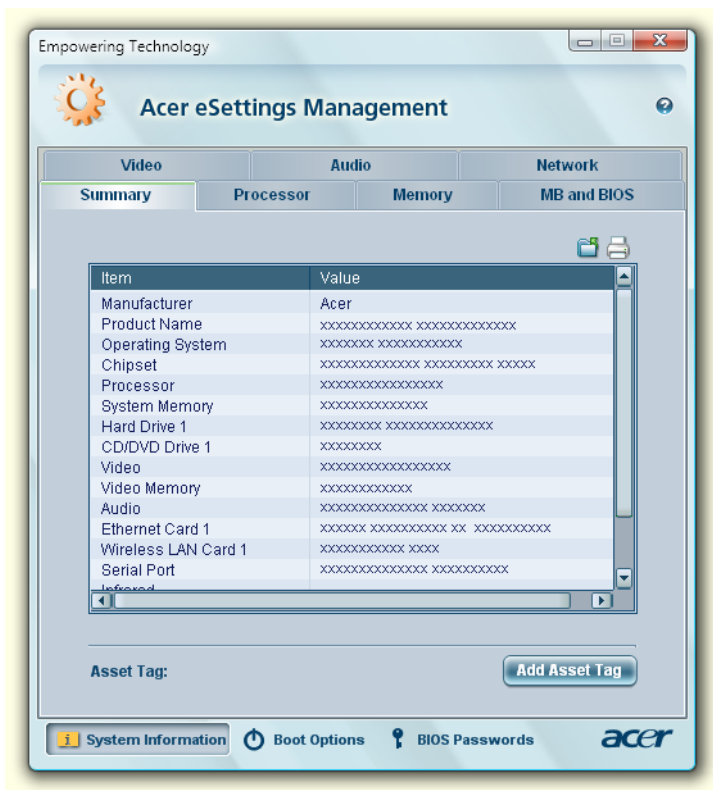 Empowering Technology
Acer eSettings Management
Video Audio Network
Summary Processor Memory MB and BIOS
Item Value
Manufacturer Acer
Product Name xxxxxxxxxxxx xxxxxxxxxxxxx
Operating System xxxxxxx xxxxxxxxxxx
Chipset xxxxxxxxxxxxx xxxxxxxxx xxxxx
Processor xxxxxxxxxxxxxxxx
System Memory xxxxxxxxxxxxxx
Hard Drive 1 xxxxxxxx xxxxxxxxxxxxxx
CD/DVD Drive 1 xxxxxxxx
Video xxxxxxxxxxxxxxxxx
Video Memory xxxxxxxxxxxx
Audio xxxxxxxxxxxxxx xxxxxxx
Ethernet Card 1 xxxxxx xxxxxxxxxx xx xxxxxxxxxx
Wireless LAN Card 1 xxxxxxxxxxx xxxx
Serial Port xxxxxxxxxxxxxx xxxxxxxxxx
Infrared
Asset Tag: Add Asset Tag
System Information Boot Options BIOS Passwords acer